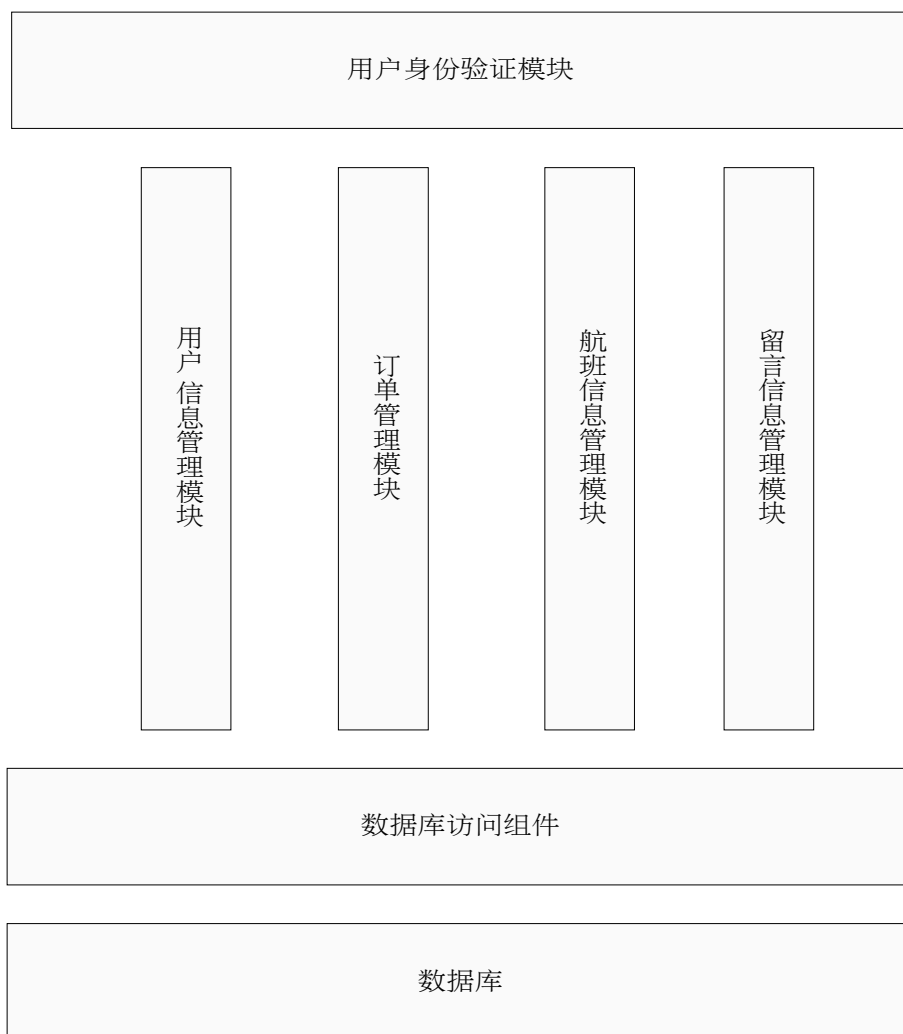 用户身份验证模块
用户 信息管理模块
订单管理模块
航班信息管理模块
留言信息管理模块
数据库访问组件
数据库